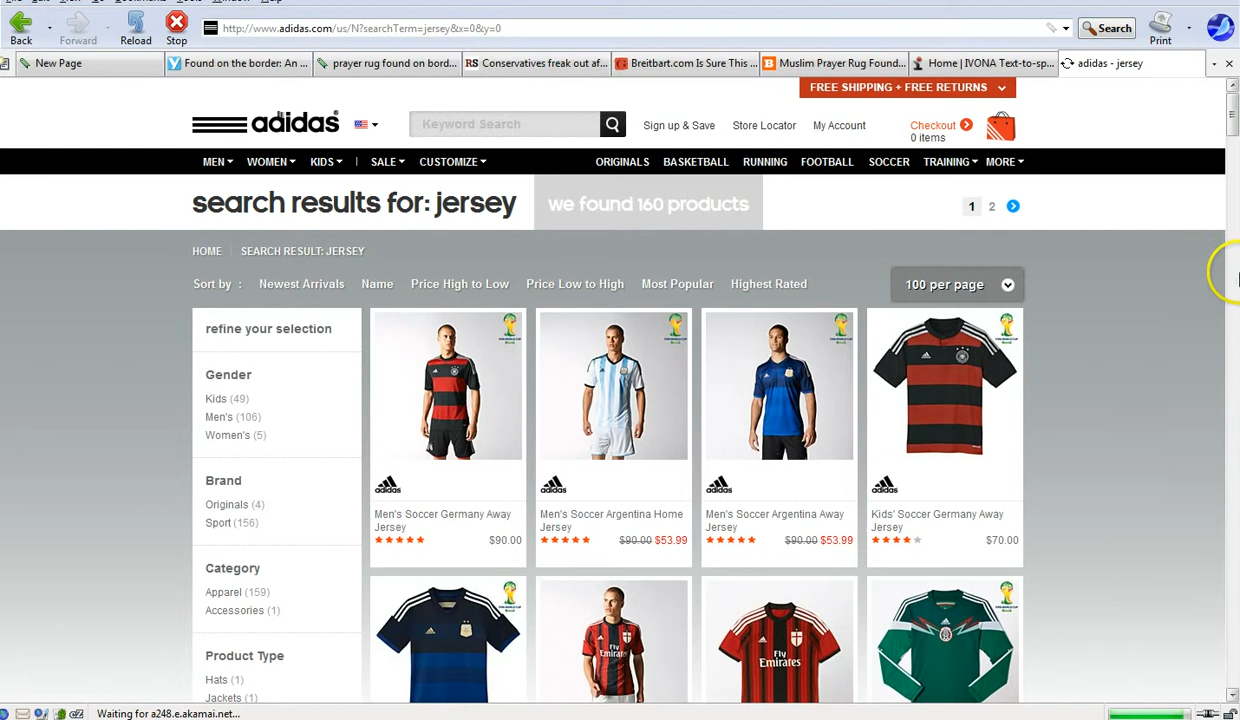 Back
Forward
Reload
Stop
http://www.adidas.com/us/N?searchTerm=jersey&x=0&y=0
Search
Print
New Page
Found on the border: An ...
prayer rug found on bord...
RS Conservatives freak out af...
Breitbart.com Is Sure This ...
Muslim Prayer Rug Found...
Home | IVONA Text-to-sp...
adidas - jersey
FREE SHIPPING + FREE RETURNS
adidas
Keyword Search
Sign up & Save
Store Locator
My Account
Checkout
0 items
MEN WOMEN KIDS | SALE CUSTOMIZE ORIGINALS BASKETBALL RUNNING FOOTBALL SOCCER TRAINING MORE
search results for: jersey
we found 160 products
1 2
HOME SEARCH RESULT: JERSEY
Sort by : Newest Arrivals Name Price High to Low Price Low to High Most Popular Highest Rated
100 per page
refine your selection
Gender
Kids (49)
Men's (106)
Women's (5)
Brand
Originals (4)
Sport (156)
Category
Apparel (159)
Accessories (1)
Product Type
Hats (1)
Jackets (1)
adidas
Men's Soccer Germany Away
Jersey
$90.00
adidas
Men's Soccer Argentina Home
Jersey
$90.00 $53.99
adidas
Men's Soccer Argentina Away
Jersey
$90.00 $53.99
adidas
Kids' Soccer Germany Away
Jersey
$70.00
Fly
Emirates
Fly
Emirates
Waiting for a248.e.akamai.net...